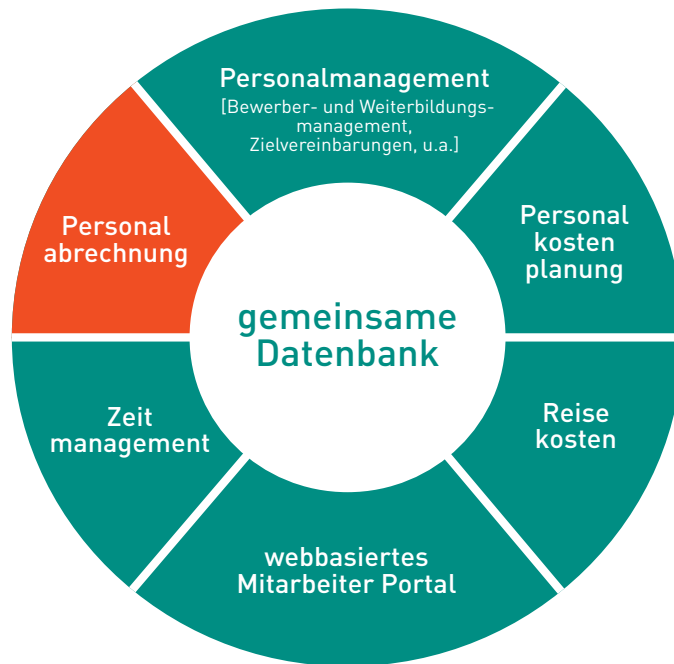 Personalmanagement
[Bewerber- und Weiterbildungs-
management,
Zielvereinbarungen, u.a.]
Personal
kosten
planung
Reise
kosten
webbasiertes
Mitarbeiter Portal
Zeit
management
Personal
abrechnung
gemeinsame
Datenbank